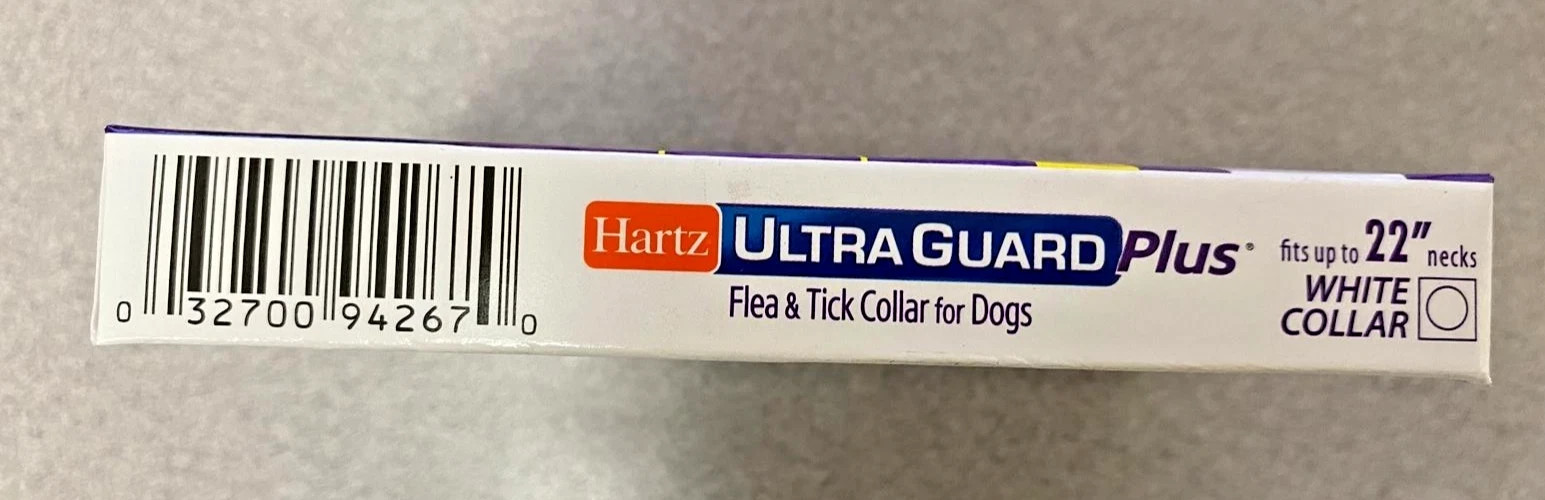 0 32700 94267 0
Hartz ULTRA GUARD Plus®
Flea & Tick Collar for Dogs
fits up to 22" necks
WHITE
COLLAR